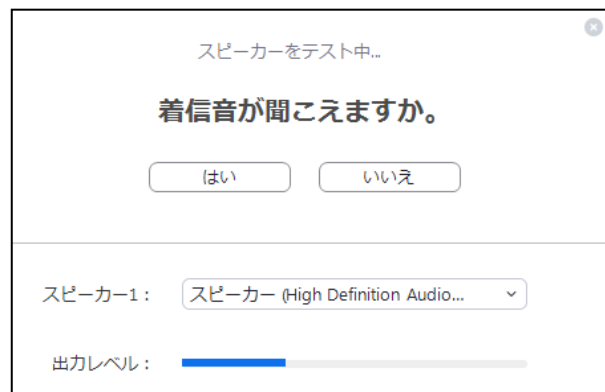 スピーカーをテスト中...
着信音が聞こえますか。
はい いいえ
スピーカー1： スピーカー (High Definition Audio...
出力レベル：